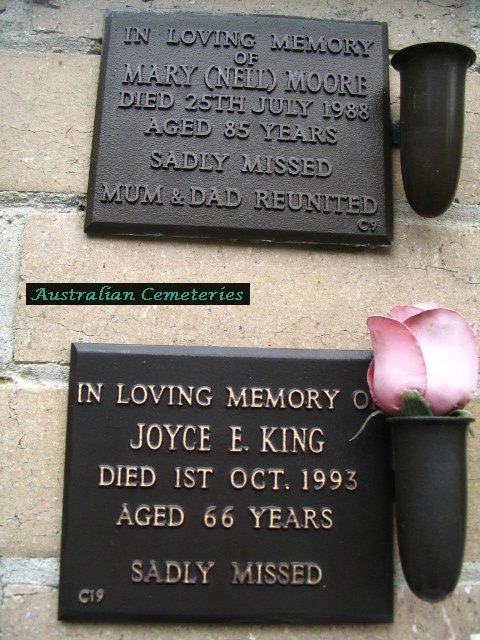 IN LOVING MEMORY
OF
MARY (NELL) MOORE
DIED 25TH JULY 1988
AGED 85 YEARS
SADLY MISSED
MUM & DAD REUNITED
C9
Australian Cemeteries
IN LOVING MEMORY OF
JOYCE E. KING
DIED 1ST OCT. 1993
AGED 66 YEARS
SADLY MISSED
C19